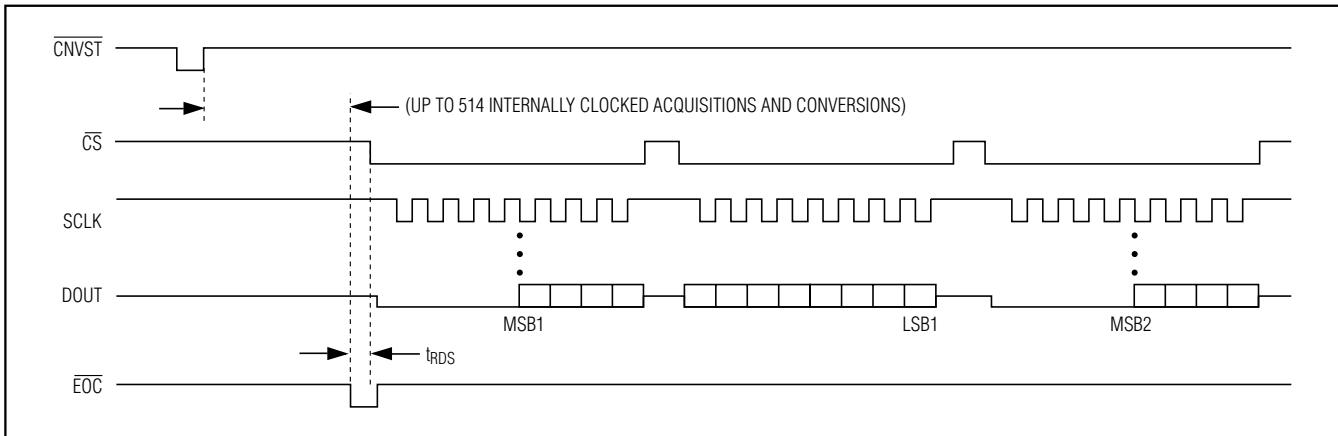 CNVST
(UP TO 514 INTERNALLY CLOCKED ACQUISITIONS AND CONVERSIONS)
CS
SCLK
DOUT
MSB1 LSB1 MSB2
tRDS
EOC